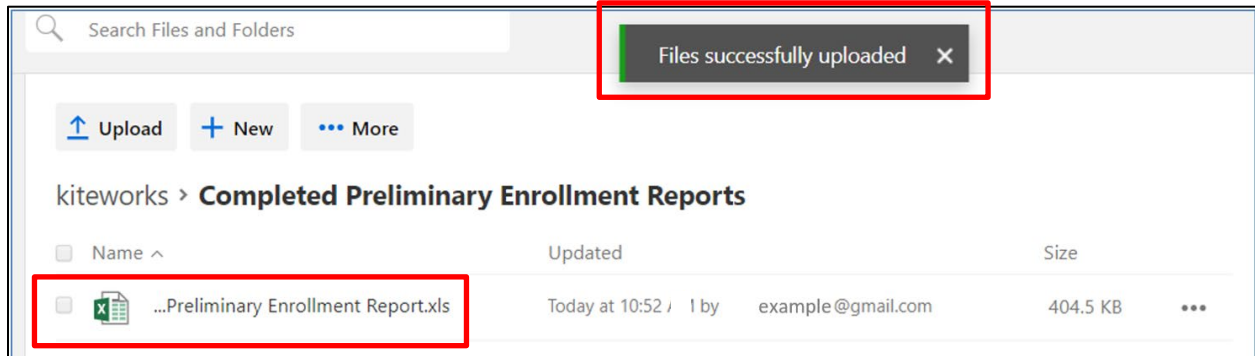 Search Files and Folders
Files successfully uploaded ×
Upload + New ••• More
kiteworks > Completed Preliminary Enrollment Reports
Name Updated Size
...Preliminary Enrollment Report.xls Today at 10:52 by example@gmail.com 404.5 KB •••